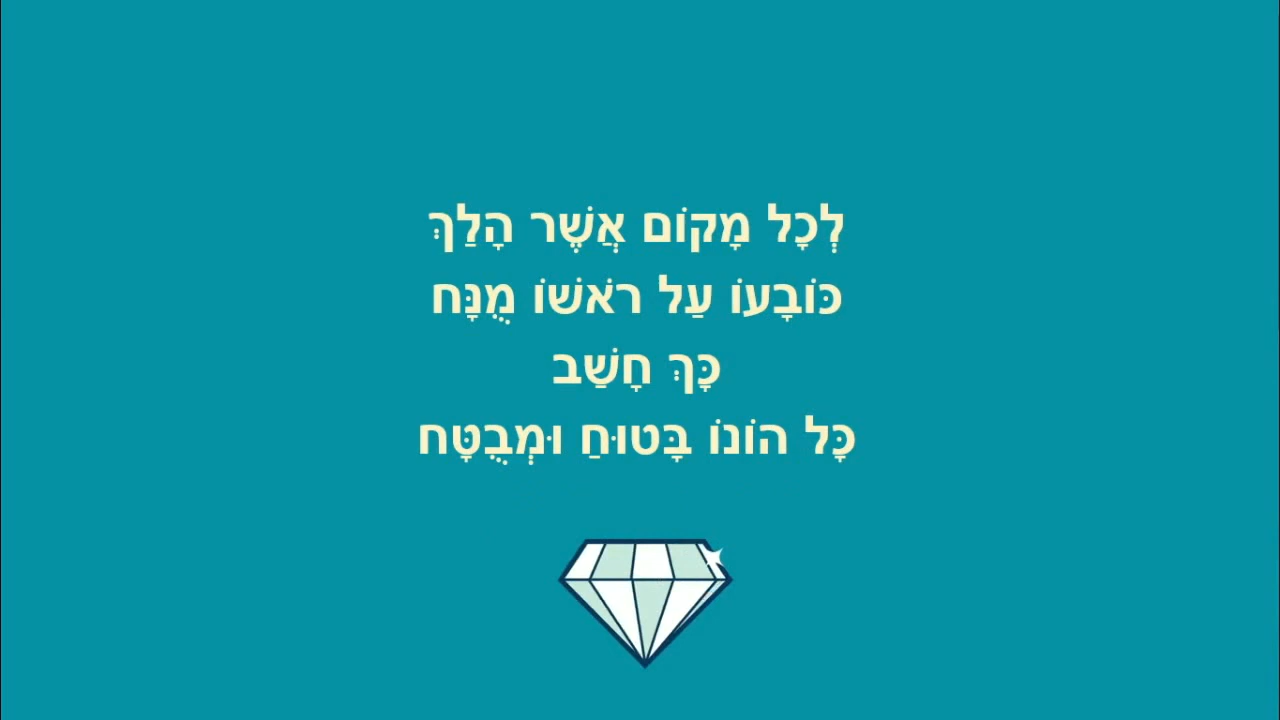 לְכָל מָקוֹם אֲשֶׁר הָלַךְ
כּוֹבָעוֹ עַל רֹאשׁוֹ מֻנָּח
כָּךְ חָשַׁב
כָּל הוֹנוֹ בָּטוּחַ וּמְבֻטָּח